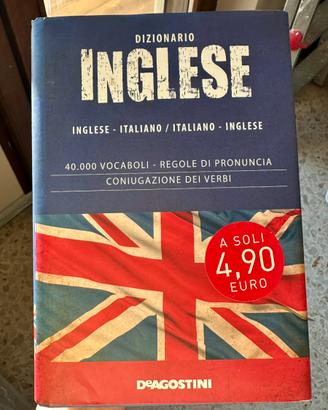 DIZIONARIO
INGLESE
INGLESE - ITALIANO / ITALIANO - INGLESE
40.000 VOCABOLI - REGOLE DI PRONUNCIA
CONIUGAZIONE DEI VERBI
A SOLI
4,90
EURO
DEAGOSTINI